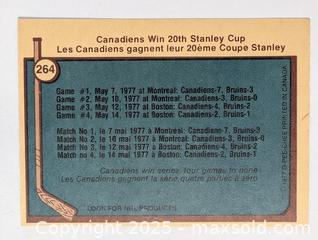 Canadiens Win 20th Stanley Cup
Les Canadiens gagnent leur 20ème Coupe Stanley
264
Game #1, May 7, 1977 at Montreal: Canadiens-7, Bruins-3
Game #2, May 10, 1977 at Montreal: Canadiens-3, Bruins-0
Game #3, May 12, 1977 at Boston: Canadiens-4, Bruins-2
Game #4, May 14, 1977 at Boston: Canadiens-2, Bruins-1
Match No 1, le 7 mai 1977 à Montréal: Canadiens-7, Bruins-3
Match No 2, le 10 mai 1977 à Montréal: Canadiens-3, Bruins-0
Match No 3, le 12 mai 1977 à Boston: Canadiens-4, Bruins-2
Match No 4, le 14 mai 1977 à Boston: Canadiens-2, Bruins-1
Canadiens win series four games to none
Les Canadiens gagnent la série quatre parties à zéro
LOOK FOR NHL PRODUCTS
© 1977 O-PEE-CHEE PRINTED IN CANADA
Copyright 2025 - maxsold.com